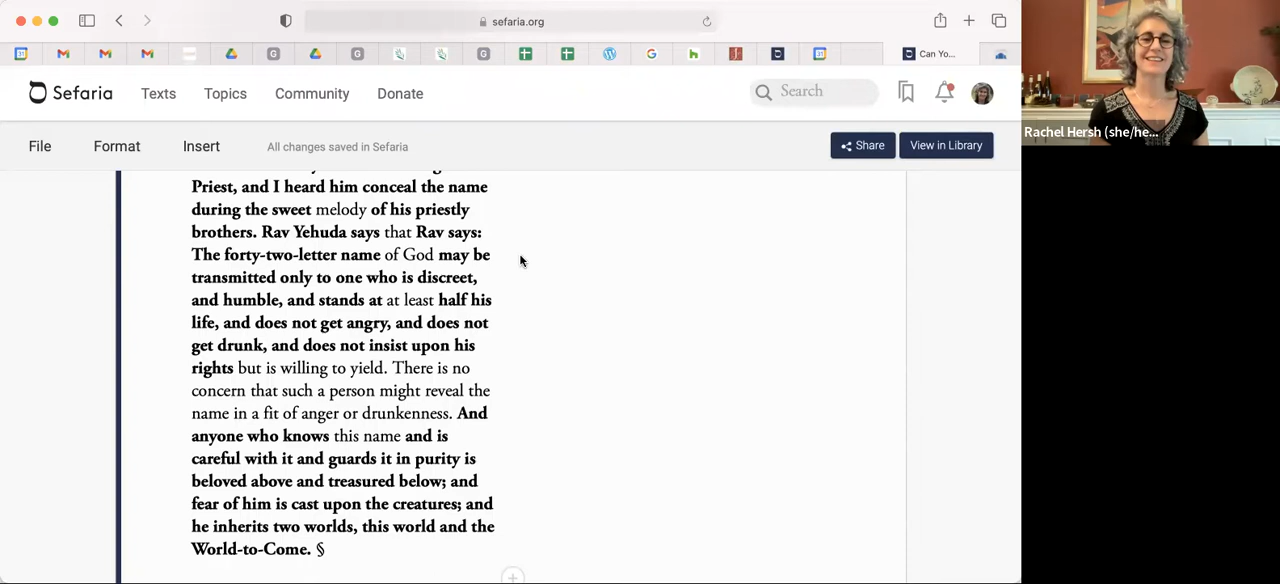 sefaria.org
Can Yo...
Sefaria
Texts
Topics
Community
Donate
Search
File
Format
Insert
All changes saved in Sefaria
Share
View in Library
Rachel Hersh (she/he...
Priest, and I heard him conceal the name
during the sweet melody of his priestly
brothers. Rav Yehuda says that Rav says:
The forty-two-letter name of God may be
transmitted only to one who is discreet,
and humble, and stands at at least half his
life, and does not get angry, and does not
get drunk, and does not insist upon his
rights but is willing to yield. There is no
concern that such a person might reveal the
name in a fit of anger or drunkenness. And
anyone who knows this name and is
careful with it and guards it in purity is
beloved above and treasured below; and
fear of him is cast upon the creatures; and
he inherits two worlds, this world and the
World-to-Come. §